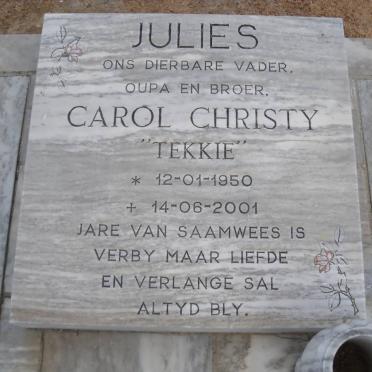 JULIES
ONS DIERBARE VADER,
OUPA EN BROER,
CAROL CHRISTY
"TEKKIE"
* 12-01-1950
+ 14-06-2001
JARE VAN SAAMWEES IS
VERBY MAAR LIEFDE
EN VERLANGE SAL
ALTYD BLY.